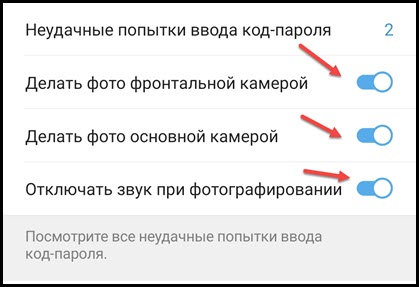 Неудачные попытки ввода код-пароля 2
Делать фото фронтальной камерой
Делать фото основной камерой
Отключать звук при фотографировании
Посмотрите все неудачные попытки ввода
код-пароля.